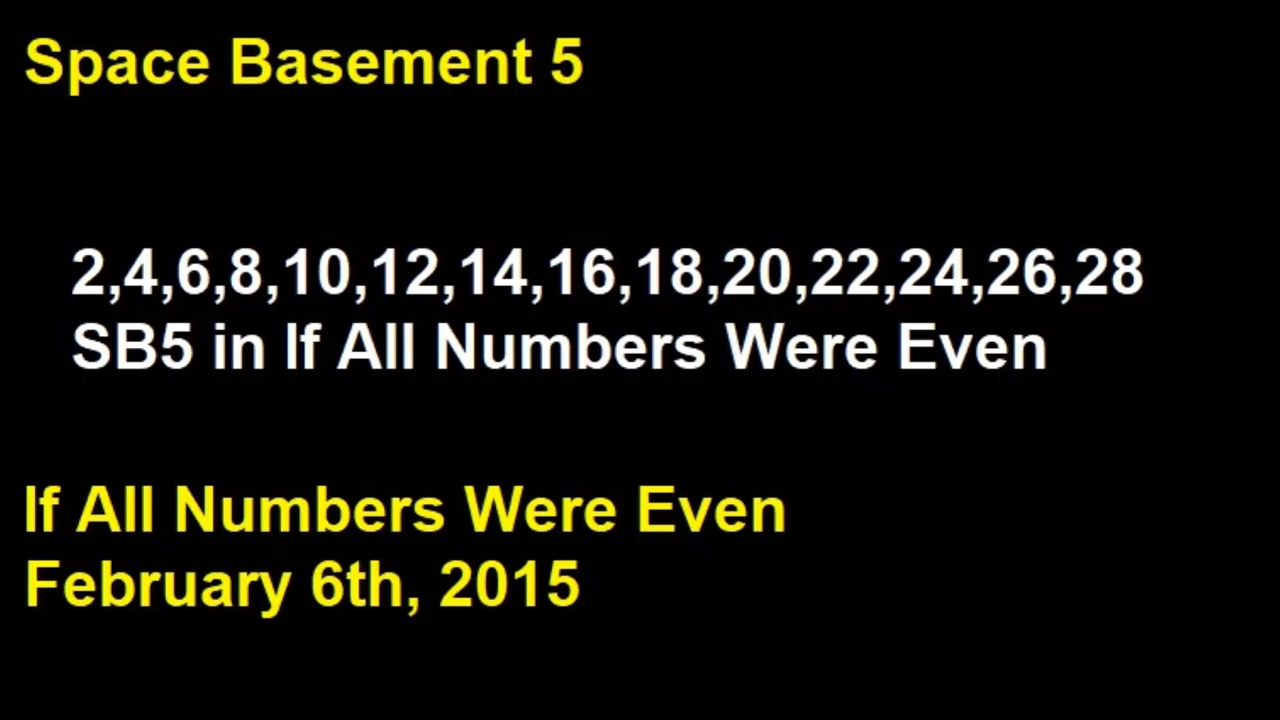 Space Basement 5
2,4,6,8,10,12,14,16,18,20,22,24,26,28
SB5 in If All Numbers Were Even
If All Numbers Were Even
February 6th, 2015